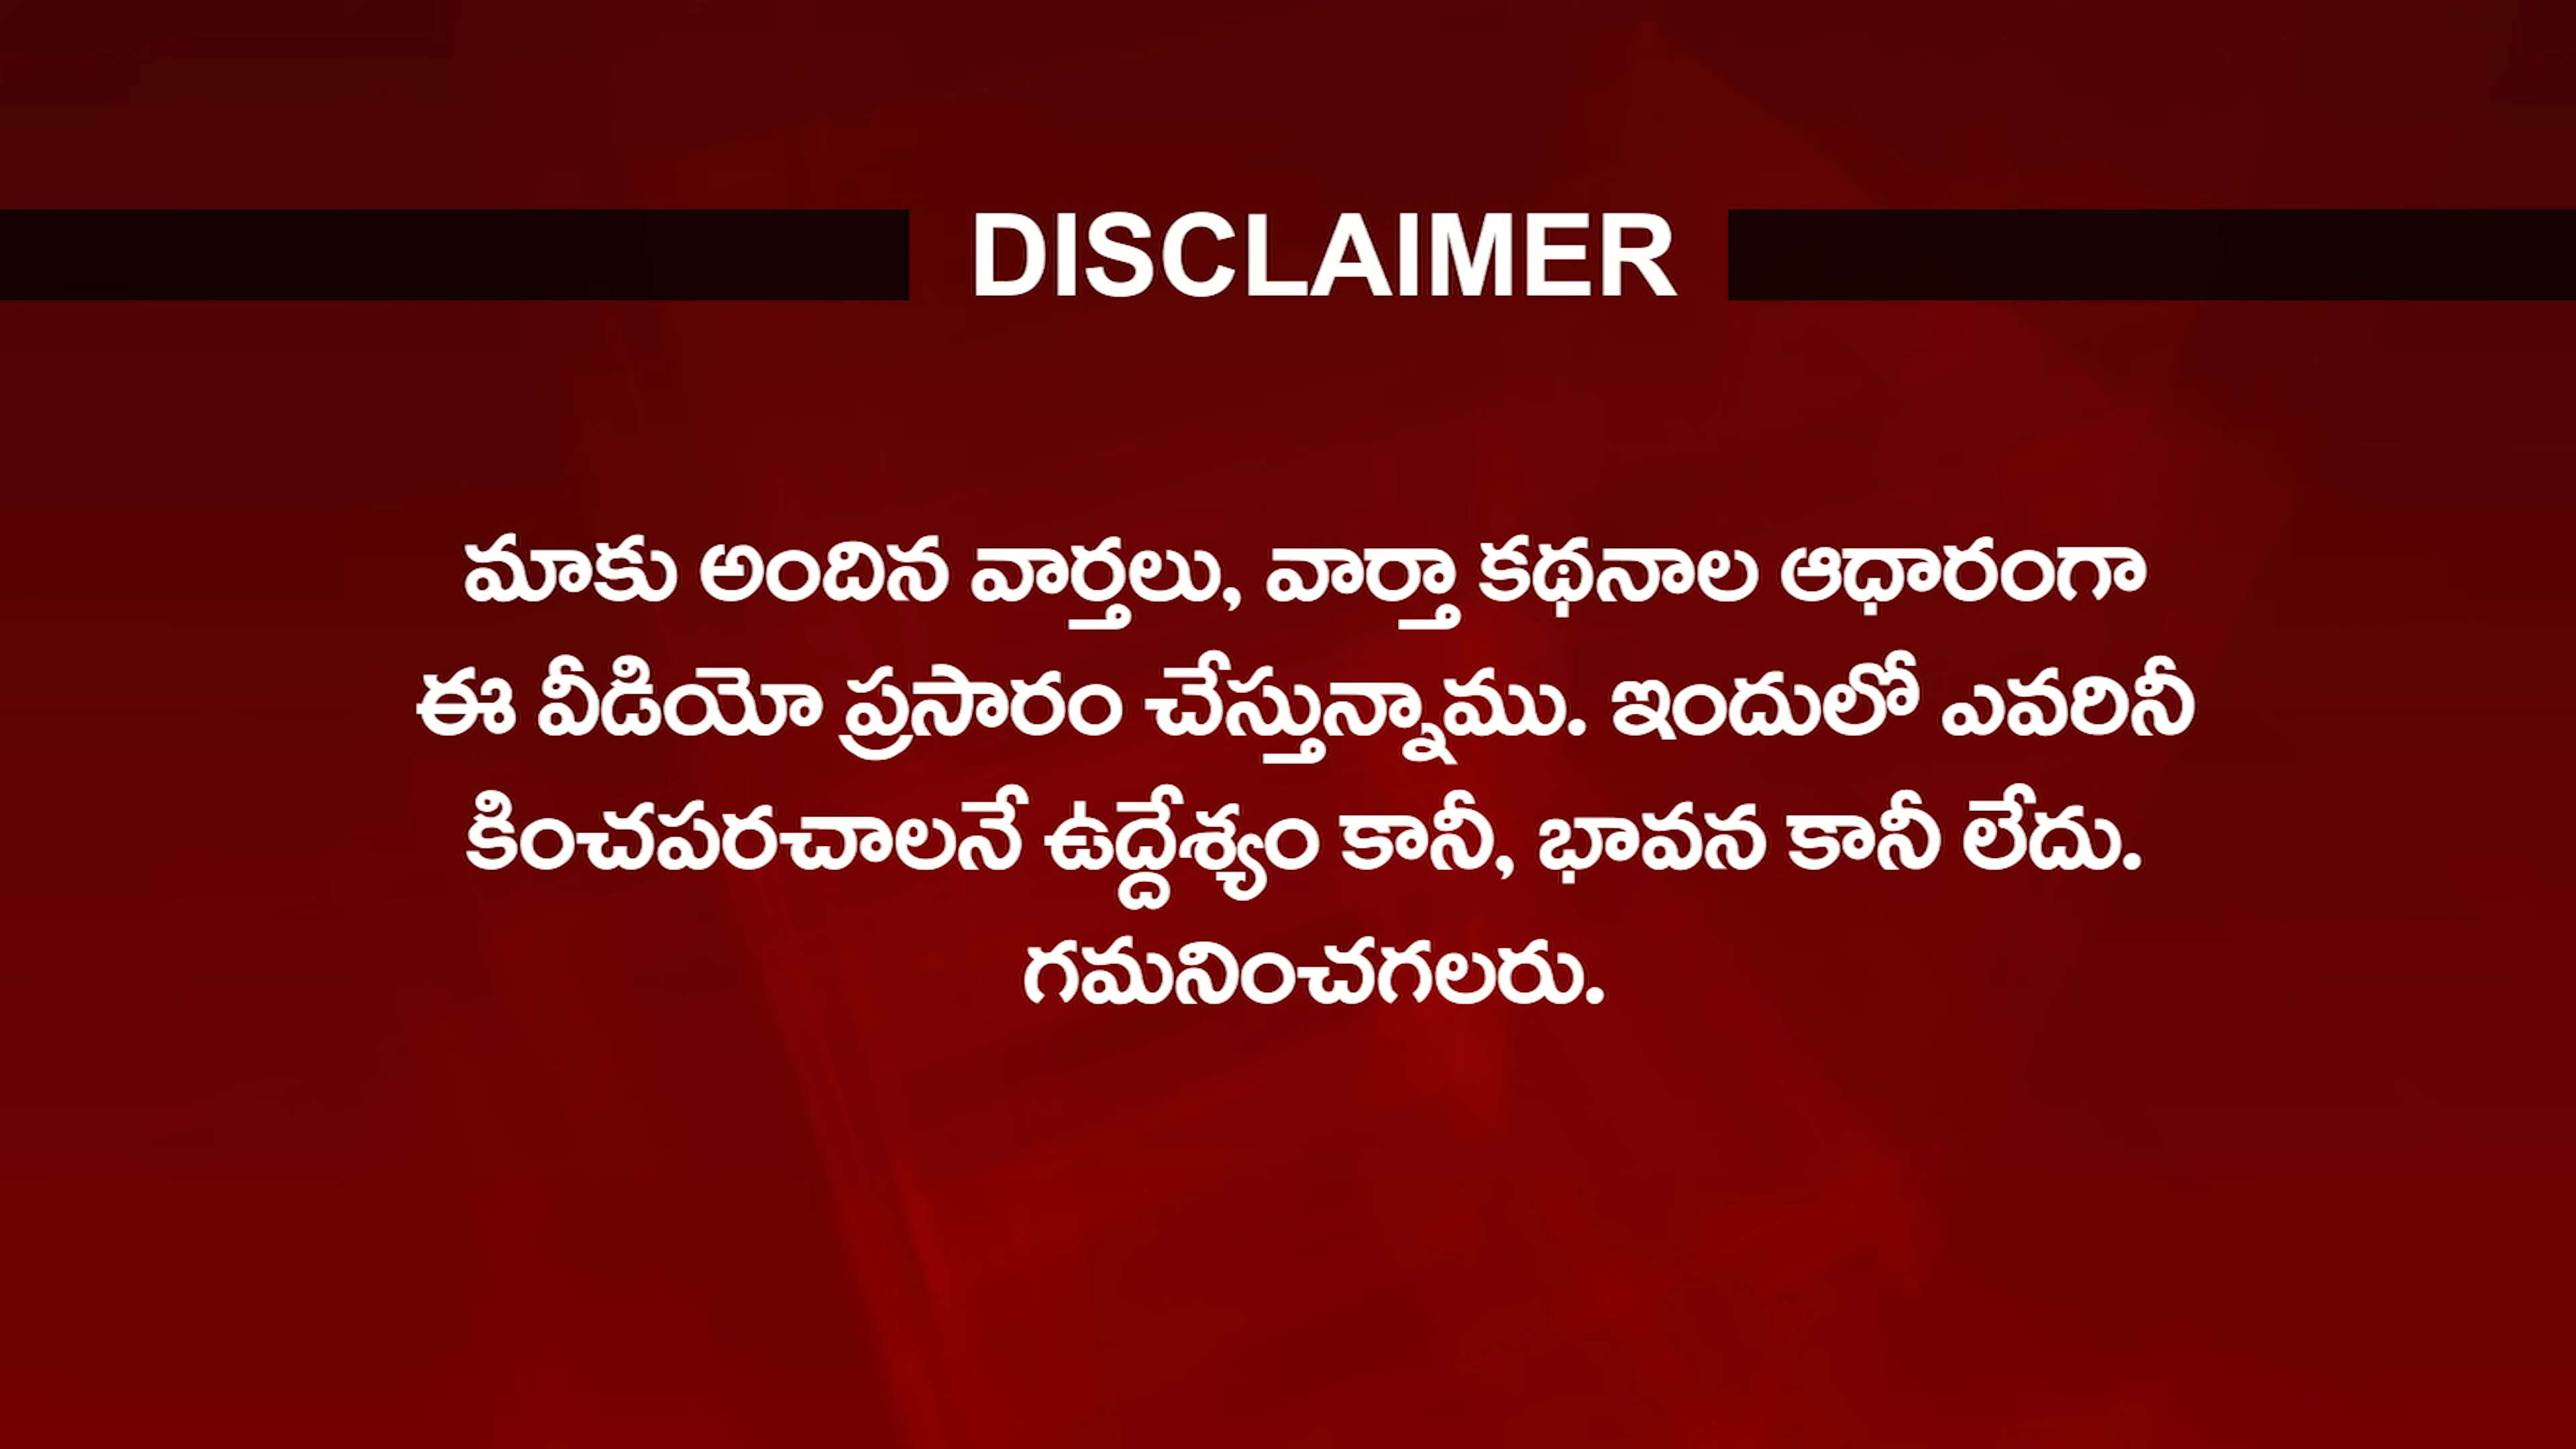 DISCLAIMER
మాకు అందిన వార్తలు, వార్తా కథనాల ఆధారంగా
ఈ వీడియో ప్రసారం చేస్తున్నాము. ఇందులో ఎవరినీ
కించపరచాలనే ఉద్దేశ్యం కానీ, భావన కానీ లేదు.
గమనించగలరు.